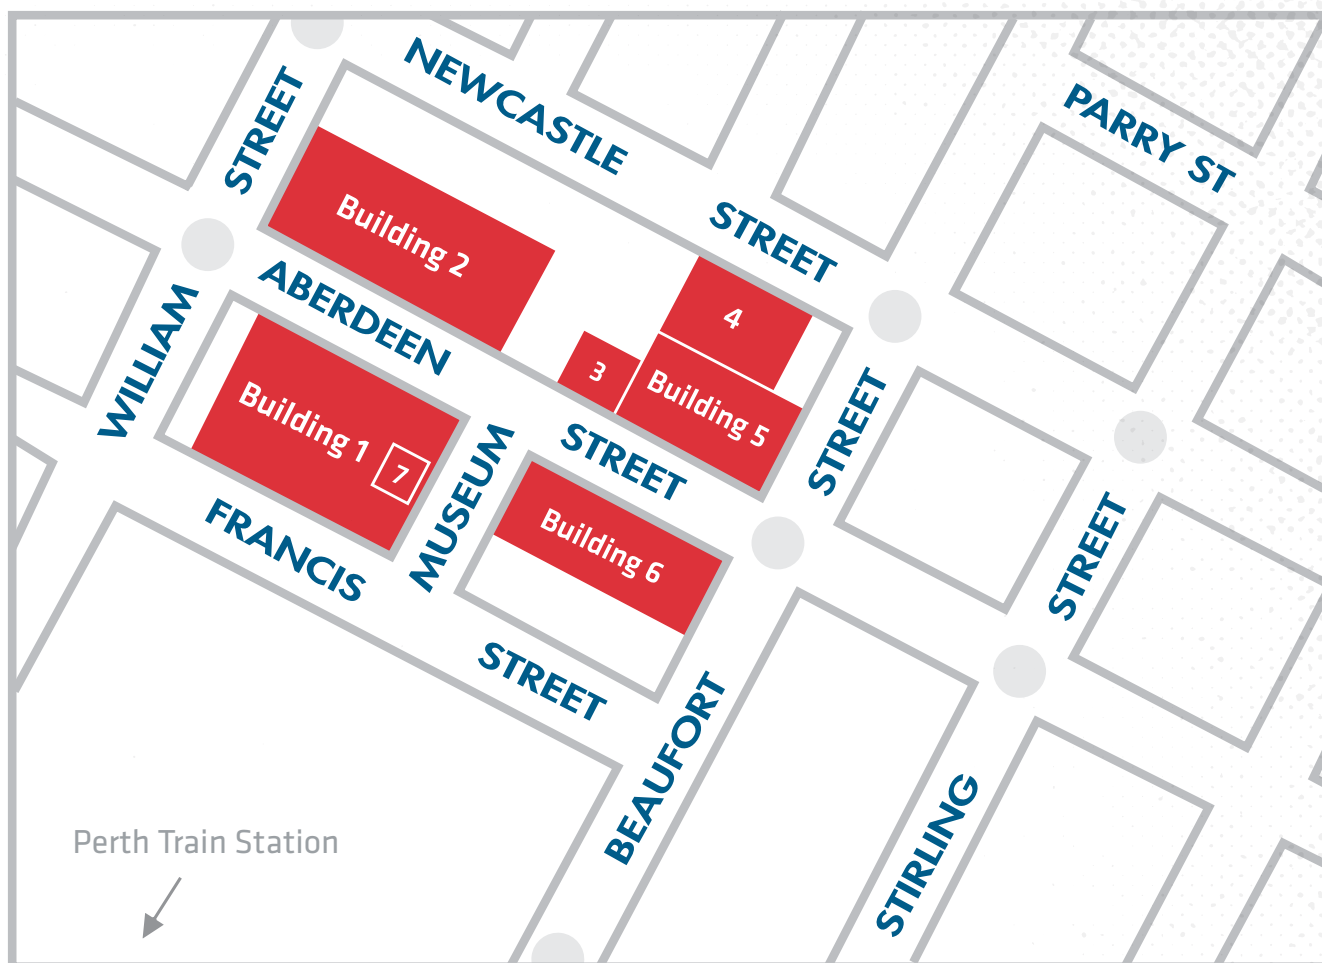 NEWCASTLE
STREET
PARRY ST
STREET
Building 2
4
3
Building 5
ABERDEEN
STREET
WILLIAM
Building 1
7
MUSEUM
STREET
Building 6
FRANCIS
STREET
STREET
BEAUFORT
STIRLING
STREET
Perth Train Station